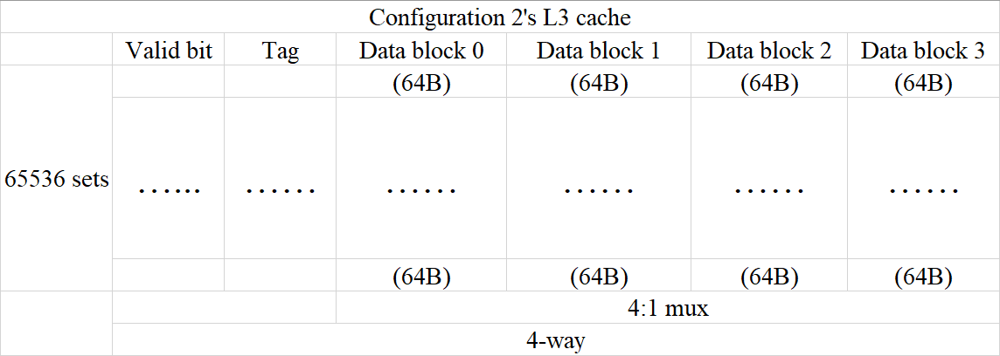 Configuration 2's L3 cache
Valid bit Tag Data block 0 Data block 1 Data block 2 Data block 3
(64B) (64B) (64B) (64B)
65536 sets …… …… …… …… …… ……
(64B) (64B) (64B) (64B)
4:1 mux
4-way